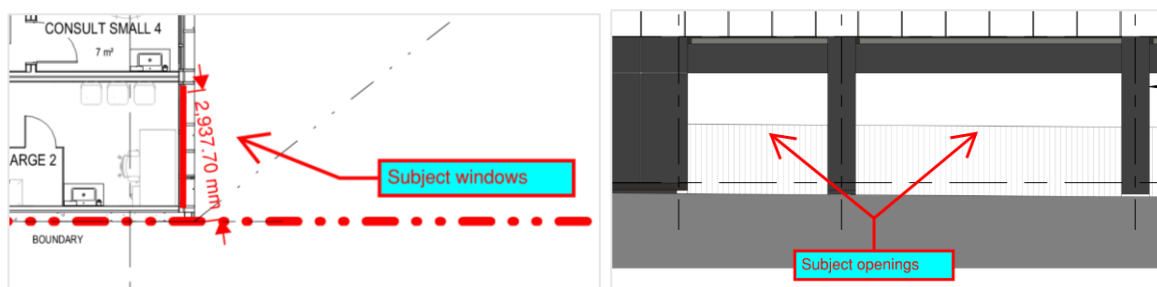 CONSULT SMALL 4
7 m²
2,937.70 mm
ARGE 2
Subject windows
BOUNDARY
Subject openings